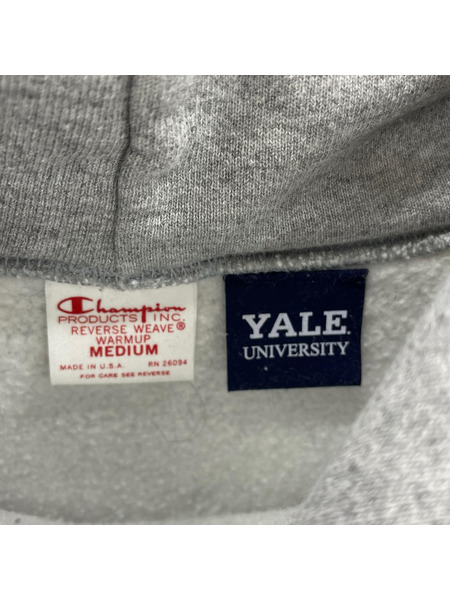 Champion
PRODUCTS INC.
REVERSE WEAVE®
WARMUP
MEDIUM
MADE IN U.S.A. RN 26094
FOR CARE SEE REVERSE
YALE
UNIVERSITY